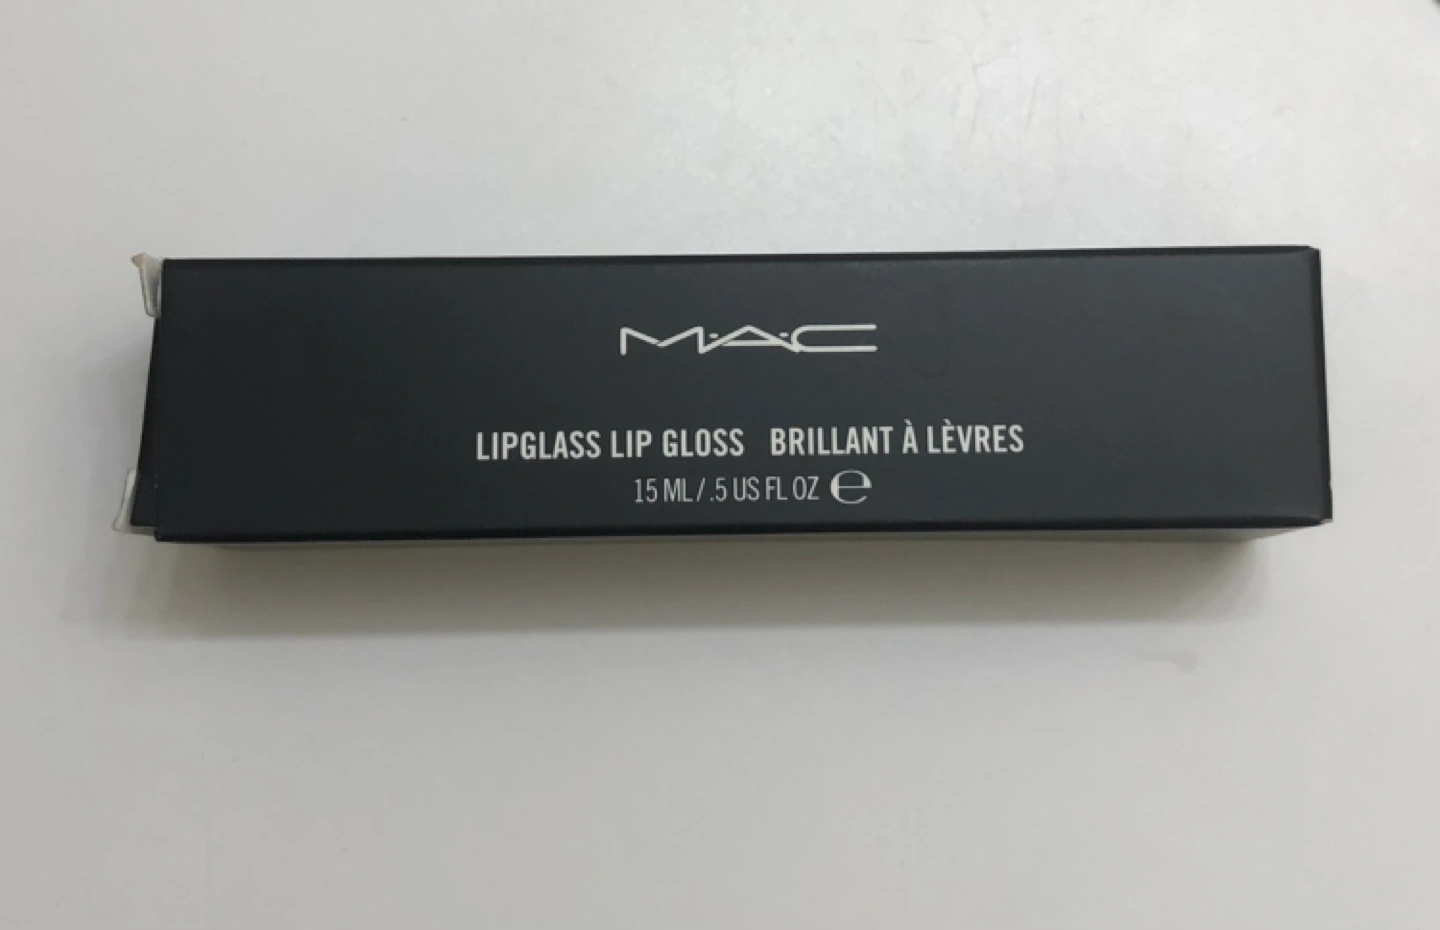 M·A·C
LIPGLASS LIP GLOSS BRILLANT À LÈVRES
15 ML / .5 US FL OZ ℮